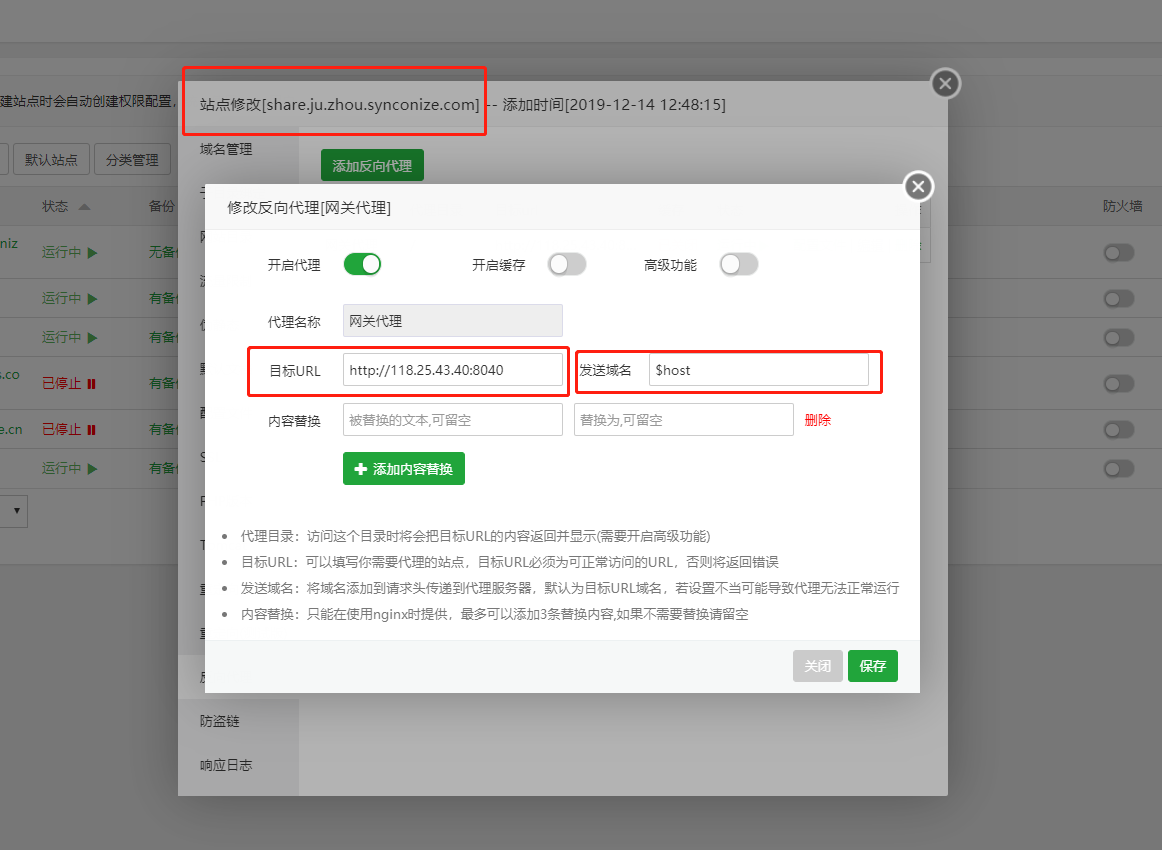 建站点时会自动创建权限配置，
站点修改[share.ju.zhou.synconize.com] -- 添加时间[2019-12-14 12:48:15]
默认站点
分类管理
域名管理
添加反向代理
状态
备份
防火墙
修改反向代理[网关代理]
niz
运行中
无备
开启代理
开启缓存
高级功能
运行中
有备
代理名称
网关代理
运行中
有备
目标URL
http://118.25.43.40:8040
发送域名
$host
s.co
已停止
有备
内容替换
被替换的文本,可留空
替换为,可留空
删除
e.cn
已停止
有备
运行中
有备
添加内容替换
代理目录：访问这个目录时将会把目标URL的内容返回并显示(需要开启高级功能)
目标URL：可以填写你需要代理的站点，目标URL必须为可正常访问的URL，否则将返回错误
发送域名：将域名添加到请求头传递到代理服务器，默认为目标URL域名，若设置不当可能导致代理无法正常运行
内容替换：只能在使用nginx时提供，最多可以添加3条替换内容,如果不需要替换请留空
关闭
保存
防盗链
响应日志